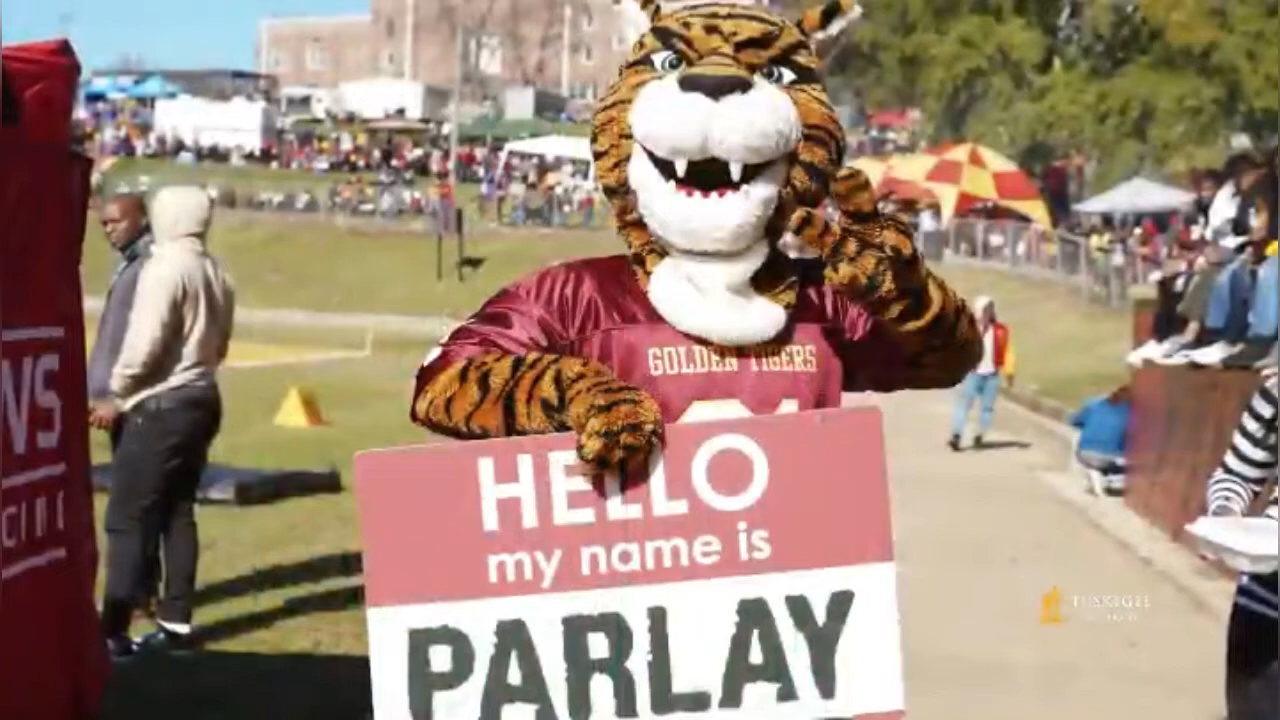 GOLDEN TIGERS
HELLO
my name is
PARLAY
TUSKEGEE